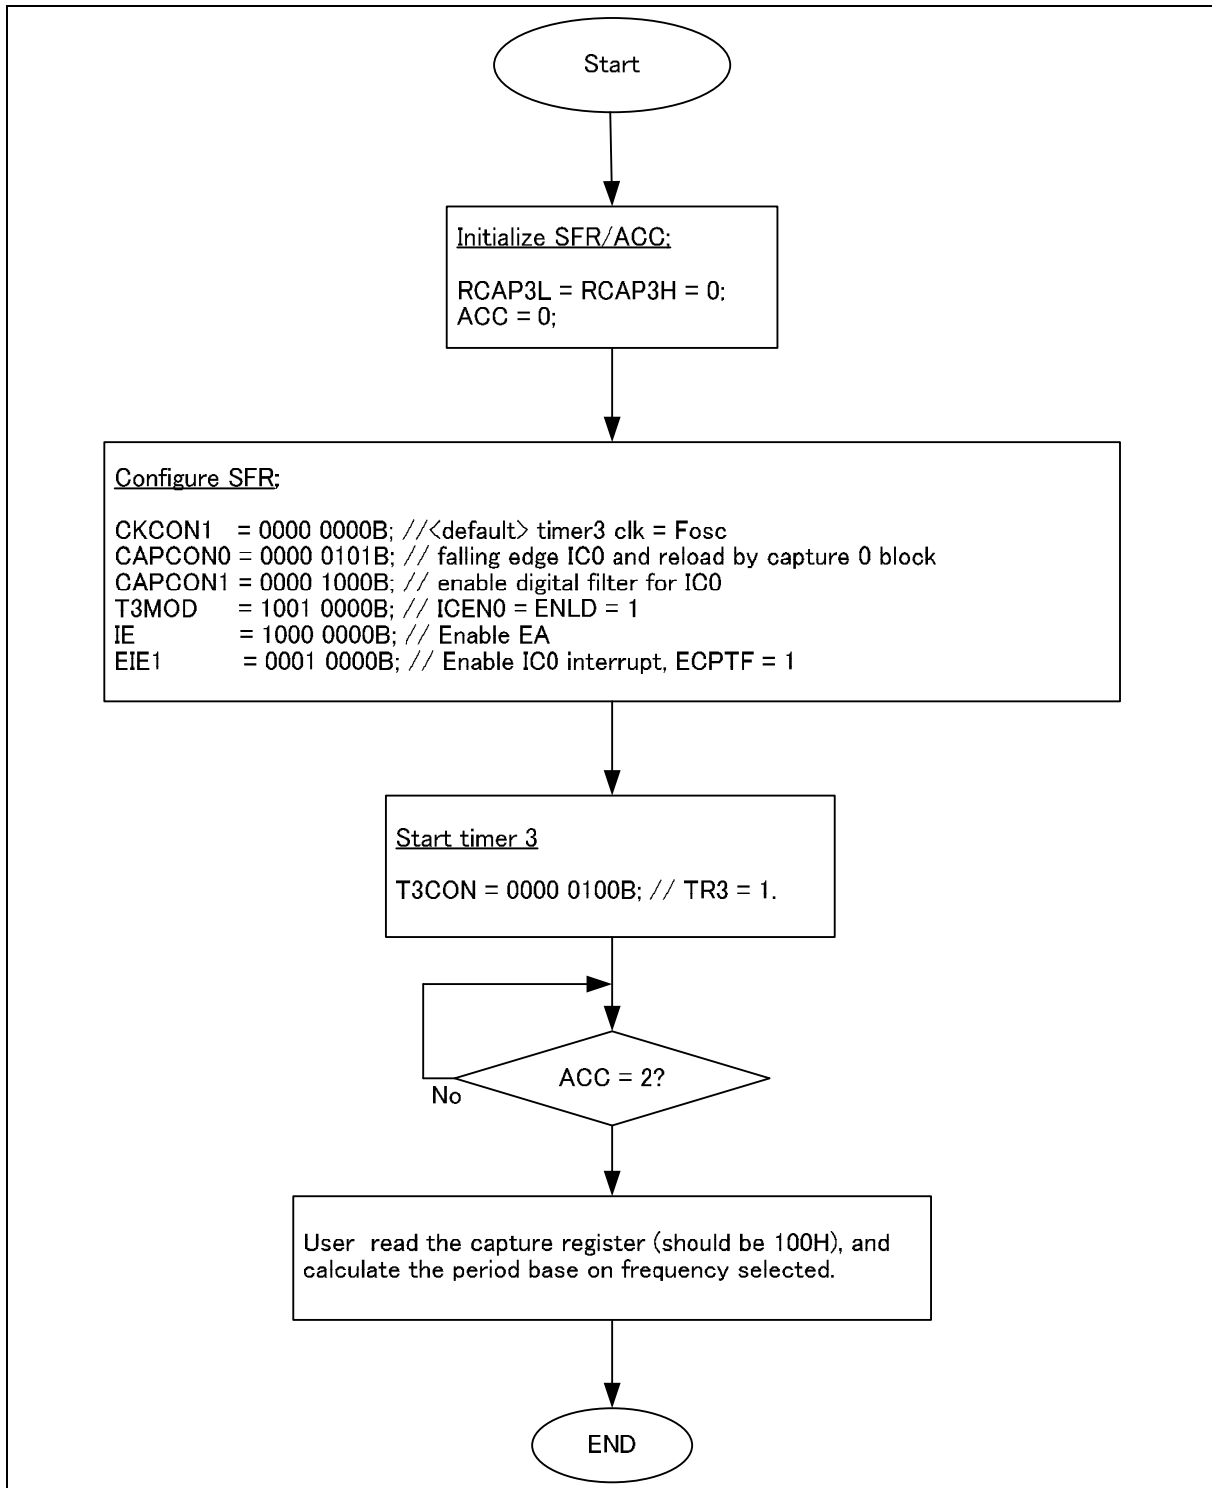 Start
Initialize SFR/ACC;
RCAP3L = RCAP3H = 0;
ACC = 0;
Configure SFR;
CKCON1 = 0000 0000B; //<default> timer3 clk = Fosc
CAPCON0 = 0000 0101B; // falling edge IC0 and reload by capture 0 block
CAPCON1 = 0000 1000B; // enable digital filter for IC0
T3MOD = 1001 0000B; // ICEN0 = ENLD = 1
IE = 1000 0000B; // Enable EA
EIE1 = 0001 0000B; // Enable IC0 interrupt, ECPTF = 1
Start timer 3
T3CON = 0000 0100B; // TR3 = 1.
ACC = 2?
No
User read the capture register (should be 100H), and
calculate the period base on frequency selected.
END